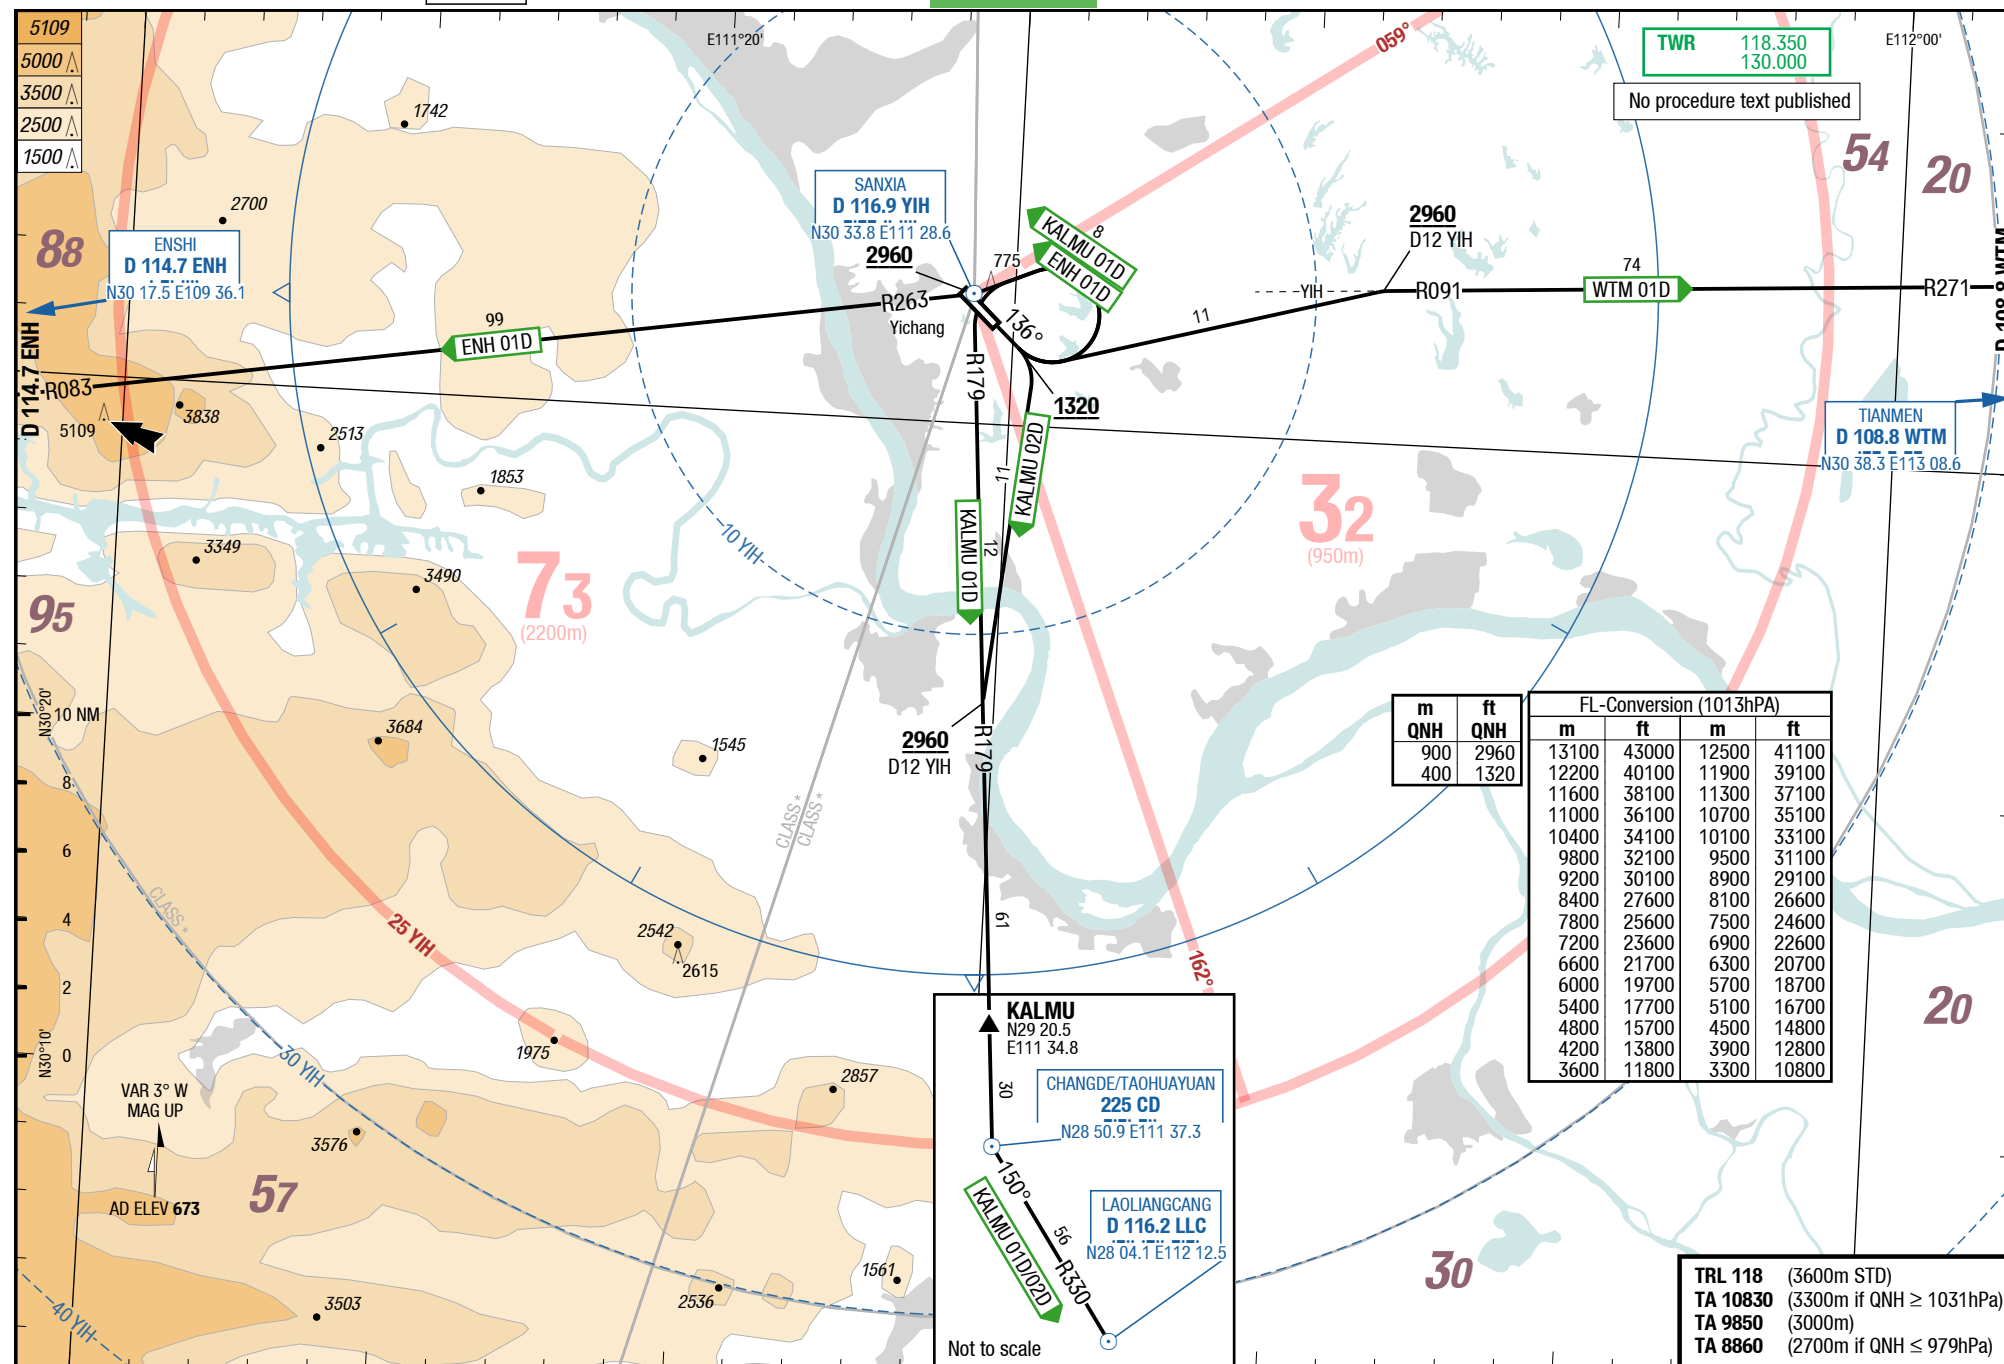 5109
5000
3500
2500
1500
E111°20'
059°
TWR 118.350
130.000
E112°00'
No procedure text published
1742
2700
88
ENSHI
D 114.7 ENH
N30 17.5 E109 36.1
SANXIA
D 116.9 YIH
N30 33.8 E111 28.6
2960
775
8
KALMU 01D
ENH 01D
2960
D12 YIH
54
20
74
WTM 01D
R091
R271
YIH
11
D 108.8 WTM
99
ENH 01D
R263
Yichang
136°
R083
D 114.7 ENH
3838
5109
2513
1853
R179
1320
KALMU 02D
11
TIANMEN
D 108.8 WTM
N30 38.3 E113 08.6
3349
3490
73
(2200m)
10 YIH
KALMU 01D
12
32
(950m)
95
N30°20'
10 NM
8
6
4
2
0
N30°10'
3684
1545
2960
D12 YIH
R179
CLASS *
CLASS *
CLASS *
61
25 YIH
2542
2615
162°
m ft
QNH QNH
900 2960
400 1320
FL-Conversion (1013hPA)
m ft m ft
13100 43000 12500 41100
12200 40100 11900 39100
11600 38100 11300 37100
11000 36100 10700 35100
10400 34100 10100 33100
9800 32100 9500 31100
9200 30100 8900 29100
8400 27600 8100 26600
7800 25600 7500 24600
7200 23600 6900 22600
6600 21700 6300 20700
6000 19700 5700 18700
5400 17700 5100 16700
4800 15700 4500 14800
4200 13800 3900 12800
3600 11800 3300 10800
20
1975
30 YIH
2857
VAR 3° W
MAG UP
3576
AD ELEV 673
57
KALMU
N29 20.5
E111 34.8
30
CHANGDE/TAOHUAYUAN
225 CD
N28 50.9 E111 37.3
150°
LAOLIANGCANG
D 116.2 LLC
N28 04.1 E112 12.5
56
R330
KALMU 01D/02D
Not to scale
1561
2536
3503
40 YIH
30
TRL 118 (3600m STD)
TA 10830 (3300m if QNH ≥ 1031hPa)
TA 9850 (3000m)
TA 8860 (2700m if QNH ≤ 979hPa)